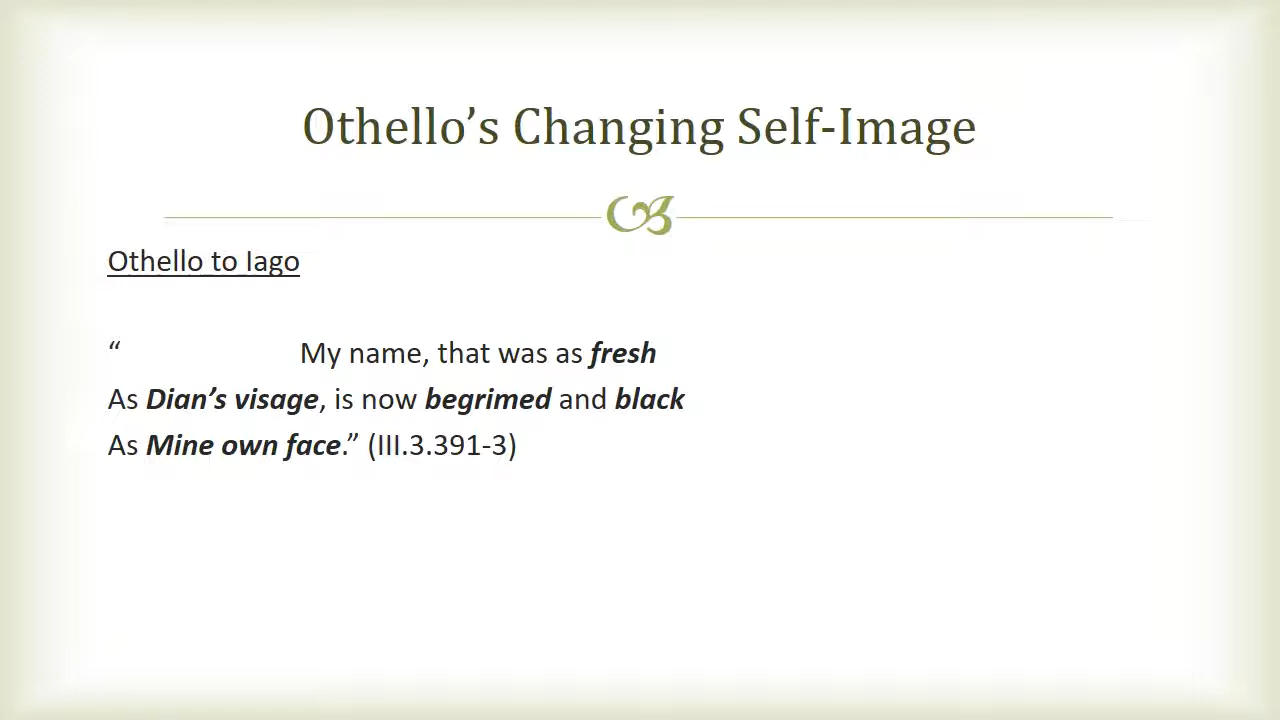 Othello’s Changing Self-Image
Othello to Iago
“ My name, that was as fresh
As Dian’s visage, is now begrimed and black
As Mine own face.” (III.3.391-3)